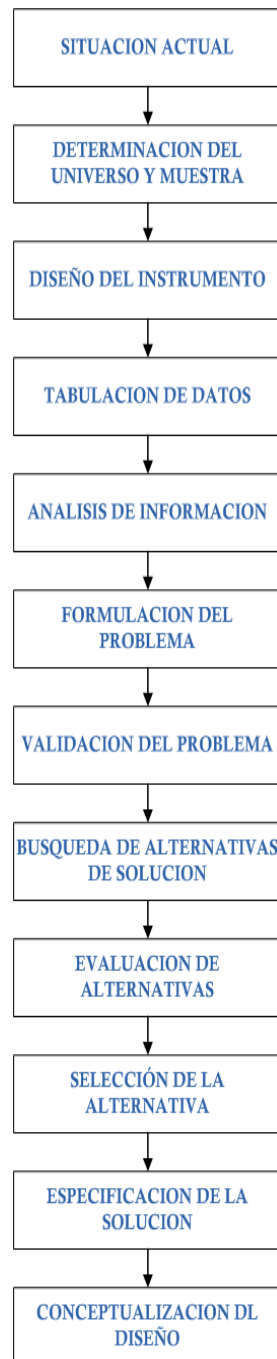 SITUACION ACTUAL
DETERMINACION DEL
UNIVERSO Y MUESTRA
DISEÑO DEL INSTRUMENTO
TABULACION DE DATOS
ANALISIS DE INFORMACION
FORMULACION DEL
PROBLEMA
VALIDACION DEL PROBLEMA
BUSQUEDA DE ALTERNATIVAS
DE SOLUCION
EVALUACION DE
ALTERNATIVAS
SELECCIÓN DE LA
ALTERNATIVA
ESPECIFICACION DE LA
SOLUCION
CONCEPTUALIZACION DL
DISEÑO